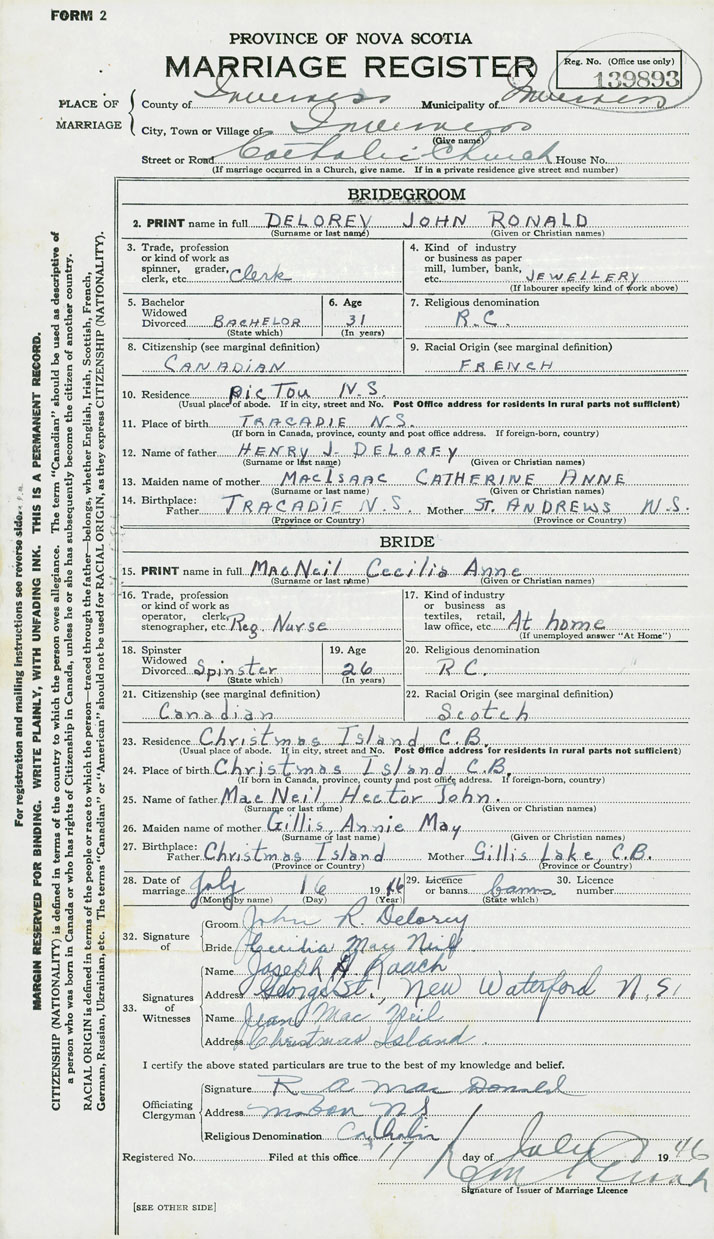 FORM 2
PROVINCE OF NOVA SCOTIA
MARRIAGE REGISTER
Reg. No. (Office use only)
139893
PLACE OF MARRIAGE
County of Inverness Municipality of Inverness
City, Town or Village of Inverness
(Give name)
Street or Road Catholic Church House No.
(If marriage occurred in a Church, give name. If in a private residence give street and number)
BRIDEGROOM
2. PRINT name in full DELOREY JOHN RONALD
(Surname or last name) (Given or Christian names)
3. Trade, profession or kind of work as spinner, grader, clerk, etc. Clerk
4. Kind of industry or business as paper mill, lumber, bank, etc. JEWELLERY
(If labourer specify kind of work above)
5. Bachelor Widowed Divorced BACHELOR
(State which)
6. Age 31
(In years)
7. Religious denomination
R.C.
8. Citizenship (see marginal definition)
CANADIAN
9. Racial Origin (see marginal definition)
FRENCH
10. Residence PICTOU N.S.
(Usual place of abode. If in city, street and No. Post Office address for residents in rural parts not sufficient)
11. Place of birth TRACADIE N.S.
(If born in Canada, province, county and post office address. If foreign-born, country)
12. Name of father HENRY J. DELOREY
(Surname or last name) (Given or Christian names)
13. Maiden name of mother MACISAAC CATHERINE ANNE
(Surname or last name) (Given or Christian names)
14. Birthplace: Father TRACADIE N.S. Mother ST. ANDREWS N.S.
(Province or Country) (Province or Country)
BRIDE
15. PRINT name in full MacNeil Cecilia Anne
(Surname or last name) (Given or Christian names)
16. Trade, profession or kind of work as operator, clerk, stenographer, etc. Reg. Nurse
17. Kind of industry or business as textiles, retail, law office, etc. At home
(If unemployed answer "At Home")
18. Spinster Widowed Divorced Spinster
(State which)
19. Age 26
(In years)
20. Religious denomination
R.C.
21. Citizenship (see marginal definition)
Canadian
22. Racial Origin (see marginal definition)
Scotch
23. Residence Christmas Island, C.B.
(Usual place of abode. If in city, street and No. Post Office address for residents in rural parts not sufficient)
24. Place of birth Christmas Island C.B.
(If born in Canada, province, county and post office address. If foreign-born, country)
25. Name of father MacNeil, Hector John.
(Surname or last name) (Given or Christian names)
26. Maiden name of mother Gillis, Annie May
(Surname or last name) (Given or Christian names)
27. Birthplace: Father Christmas Island Mother Gillis Lake, C.B.
(Province or Country) (Province or Country)
28. Date of marriage July 16 1946
(Month by name) (Day) (Year)
29. Licence or banns banns
(State which)
30. Licence number
32. Signature of
Groom John R. Delorey
Bride Cecilia Mac Neil
33. Signatures of Witnesses
Name Joseph A Roach
Address George St., New Waterford N.S.
Name Jean Mac Neil
Address Christmas Island.
I certify the above stated particulars are true to the best of my knowledge and belief.
Officiating Clergyman
Signature R A Mac Donald
Address Mabou N S
Religious Denomination Catholic
Registered No. Filed at this office 17 day of July 1946
Signature of Issuer of Marriage Licence
[SEE OTHER SIDE]
For registration and mailing instructions see reverse side.
MARGIN RESERVED FOR BINDING. WRITE PLAINLY, WITH UNFADING INK. THIS IS A PERMANENT RECORD.
CITIZENSHIP (NATIONALITY) is defined in terms of the country to which the person owes allegiance. The term "Canadian" should be used as descriptive of
a person who was born in Canada or who has rights of Citizenship in Canada, unless he or she has subsequently become the citizen of another country.
RACIAL ORIGIN is defined in terms of the people or race to which the person—traced through the father—belongs, whether English, Irish, Scottish, French,
German, Russian, Ukrainian, etc. The terms "Canadian" or "American" should not be used for RACIAL ORIGIN, as they express CITIZENSHIP (NATIONALITY).